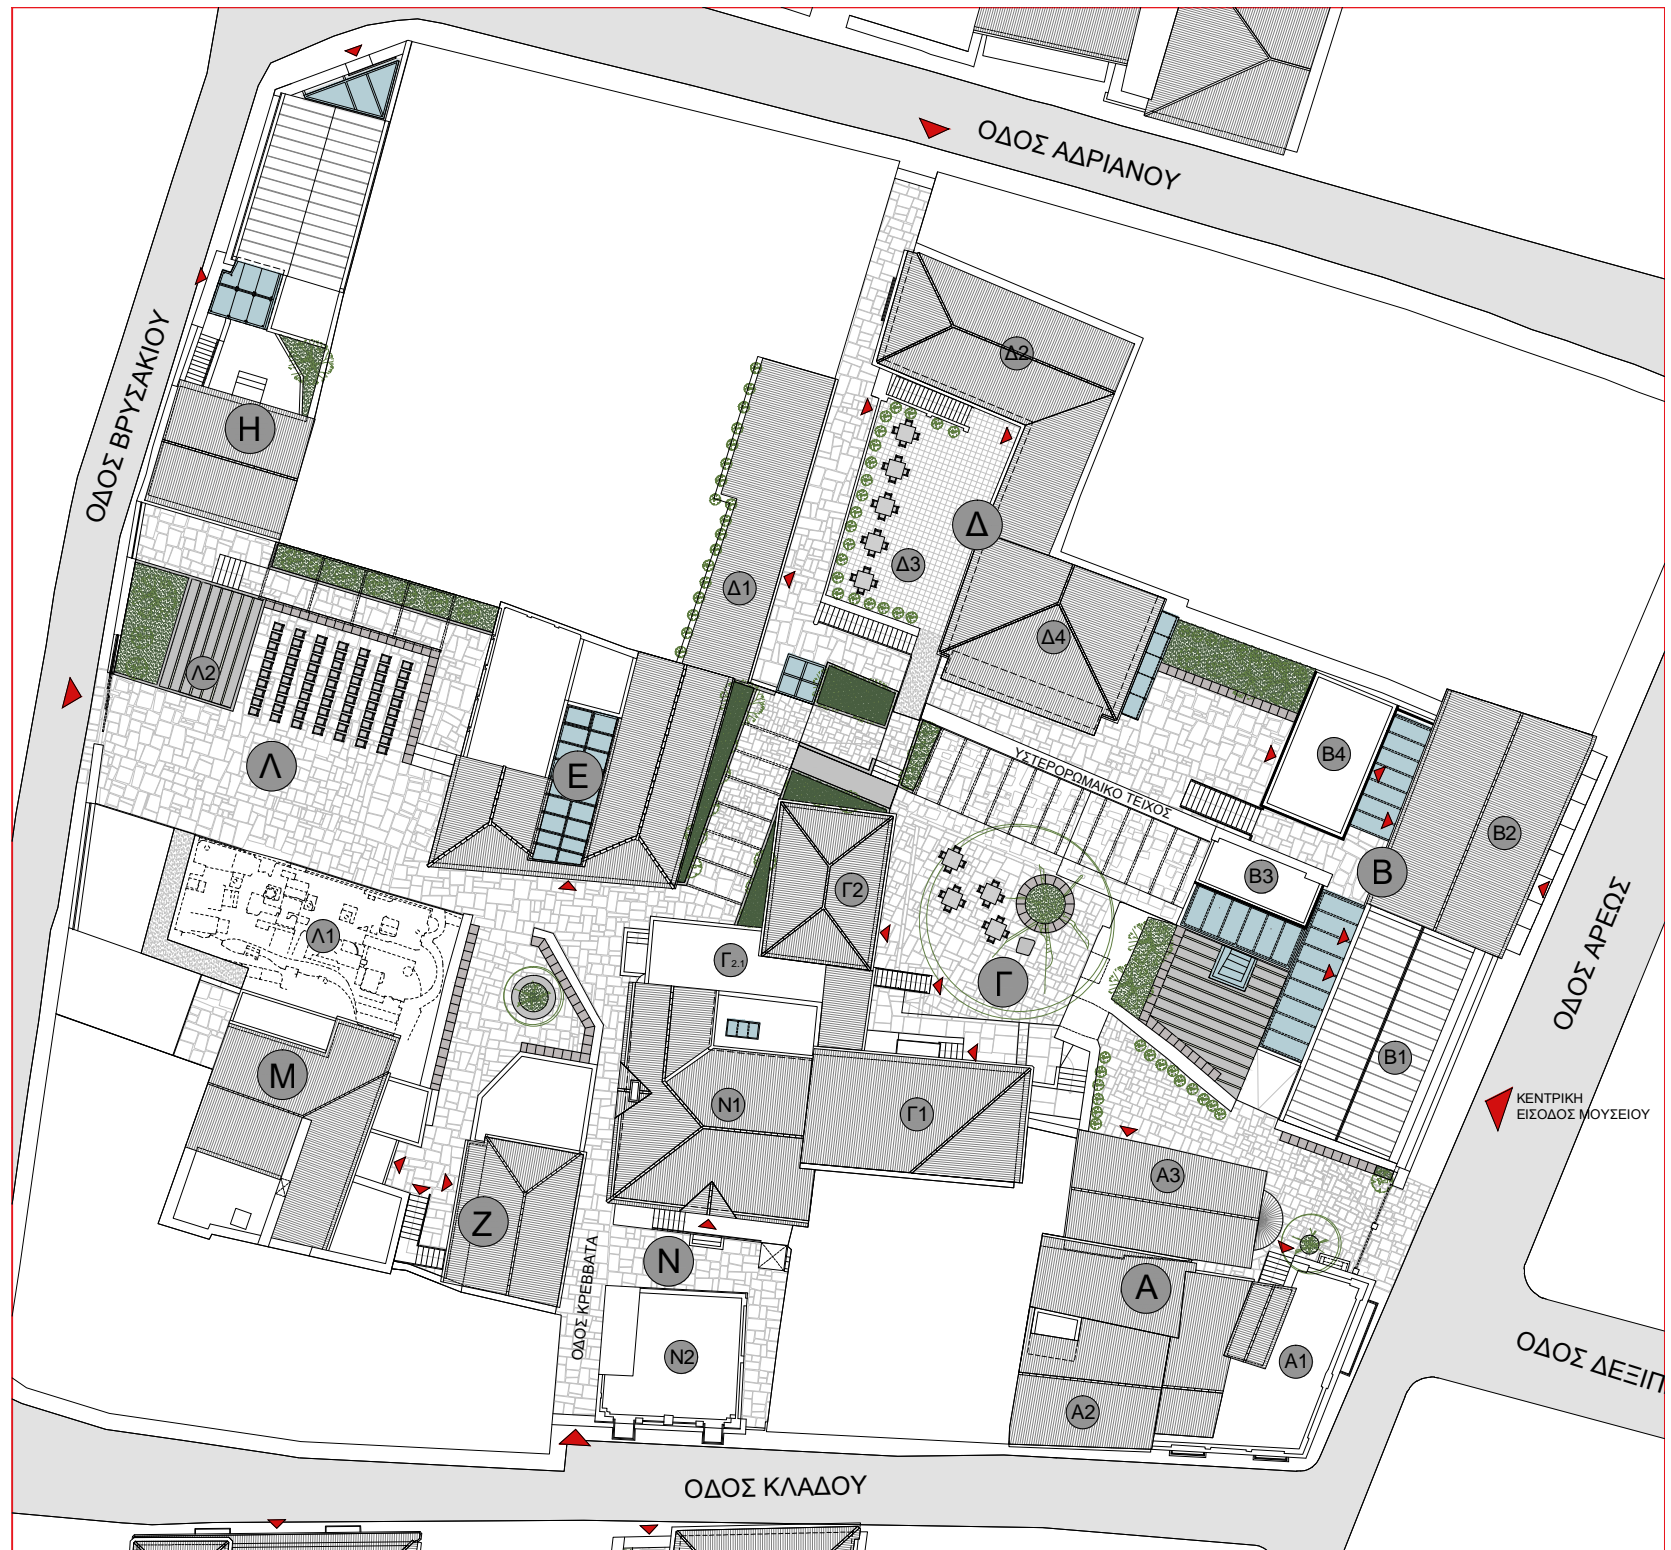 ΟΔΟΣ ΑΔΡΙΑΝΟΥ
ΟΔΟΣ ΒΡΥΣΑΚΙΟΥ
Η
Δ2
Δ
Δ3
Δ1
Δ4
Λ2
Λ
Ε
ΥΣΤΕΡΟΡΩΜΑΙΚΟ ΤΕΙΧΟΣ
Β4
Β2
Β3
Β
Γ2
Λ1
Γ2.1
Γ
ΟΔΟΣ ΑΡΕΩΣ
Β1
Μ
Ν1
Γ1
ΚΕΝΤΡΙΚΗ
ΕΙΣΟΔΟΣ ΜΟΥΣΕΙΟΥ
Α3
Ζ
Ν
Α
ΟΔΟΣ ΚΡΕΒΒΑΤΑ
Ν2
Α1
Α2
ΟΔΟΣ ΔΕΞΙΠ
ΟΔΟΣ ΚΛΑΔΟΥ